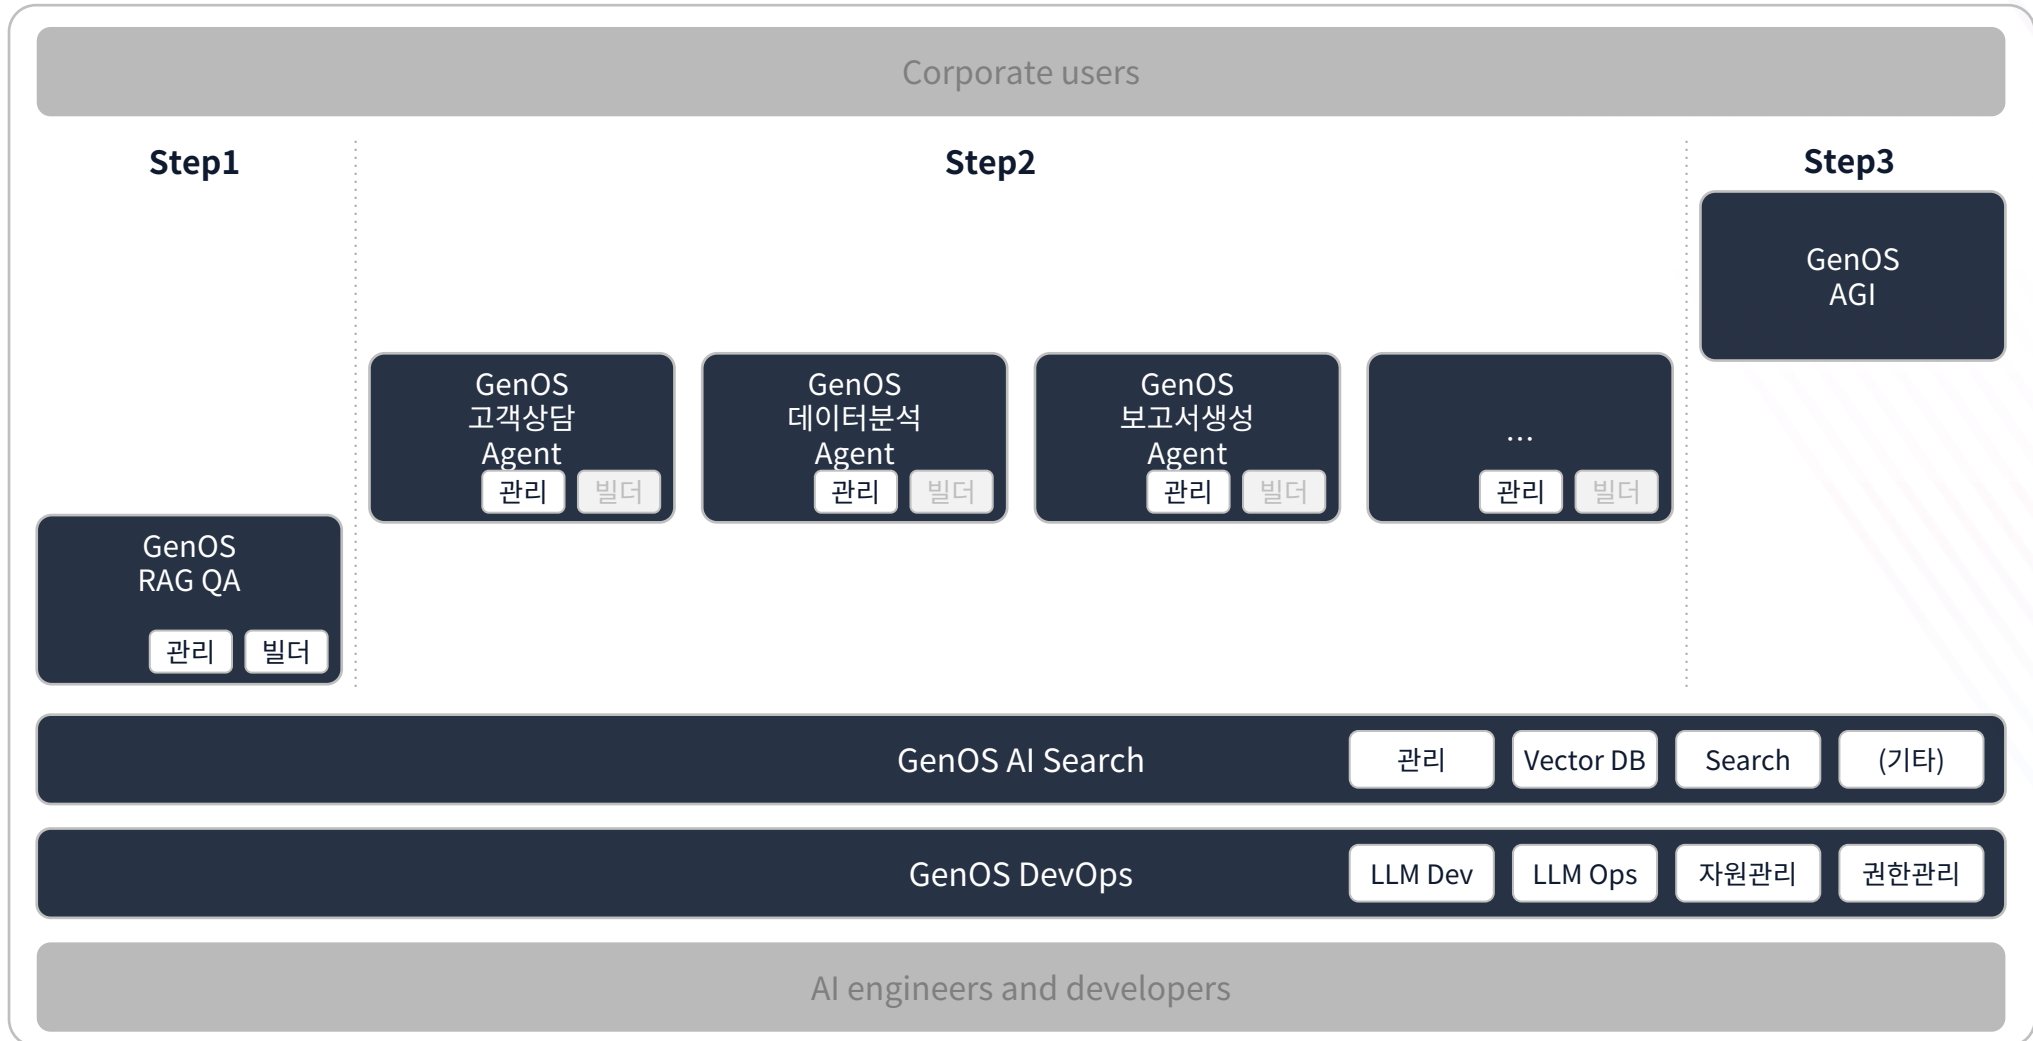 Corporate users
Step1
Step2
Step3
GenOS
AGI
GenOS
고객상담
Agent
관리
빌더
GenOS
데이터분석
Agent
관리
빌더
GenOS
보고서생성
Agent
관리
빌더
...
관리
빌더
GenOS
RAG QA
관리
빌더
GenOS AI Search
관리
Vector DB
Search
(기타)
GenOS DevOps
LLM Dev
LLM Ops
자원관리
권한관리
AI engineers and developers